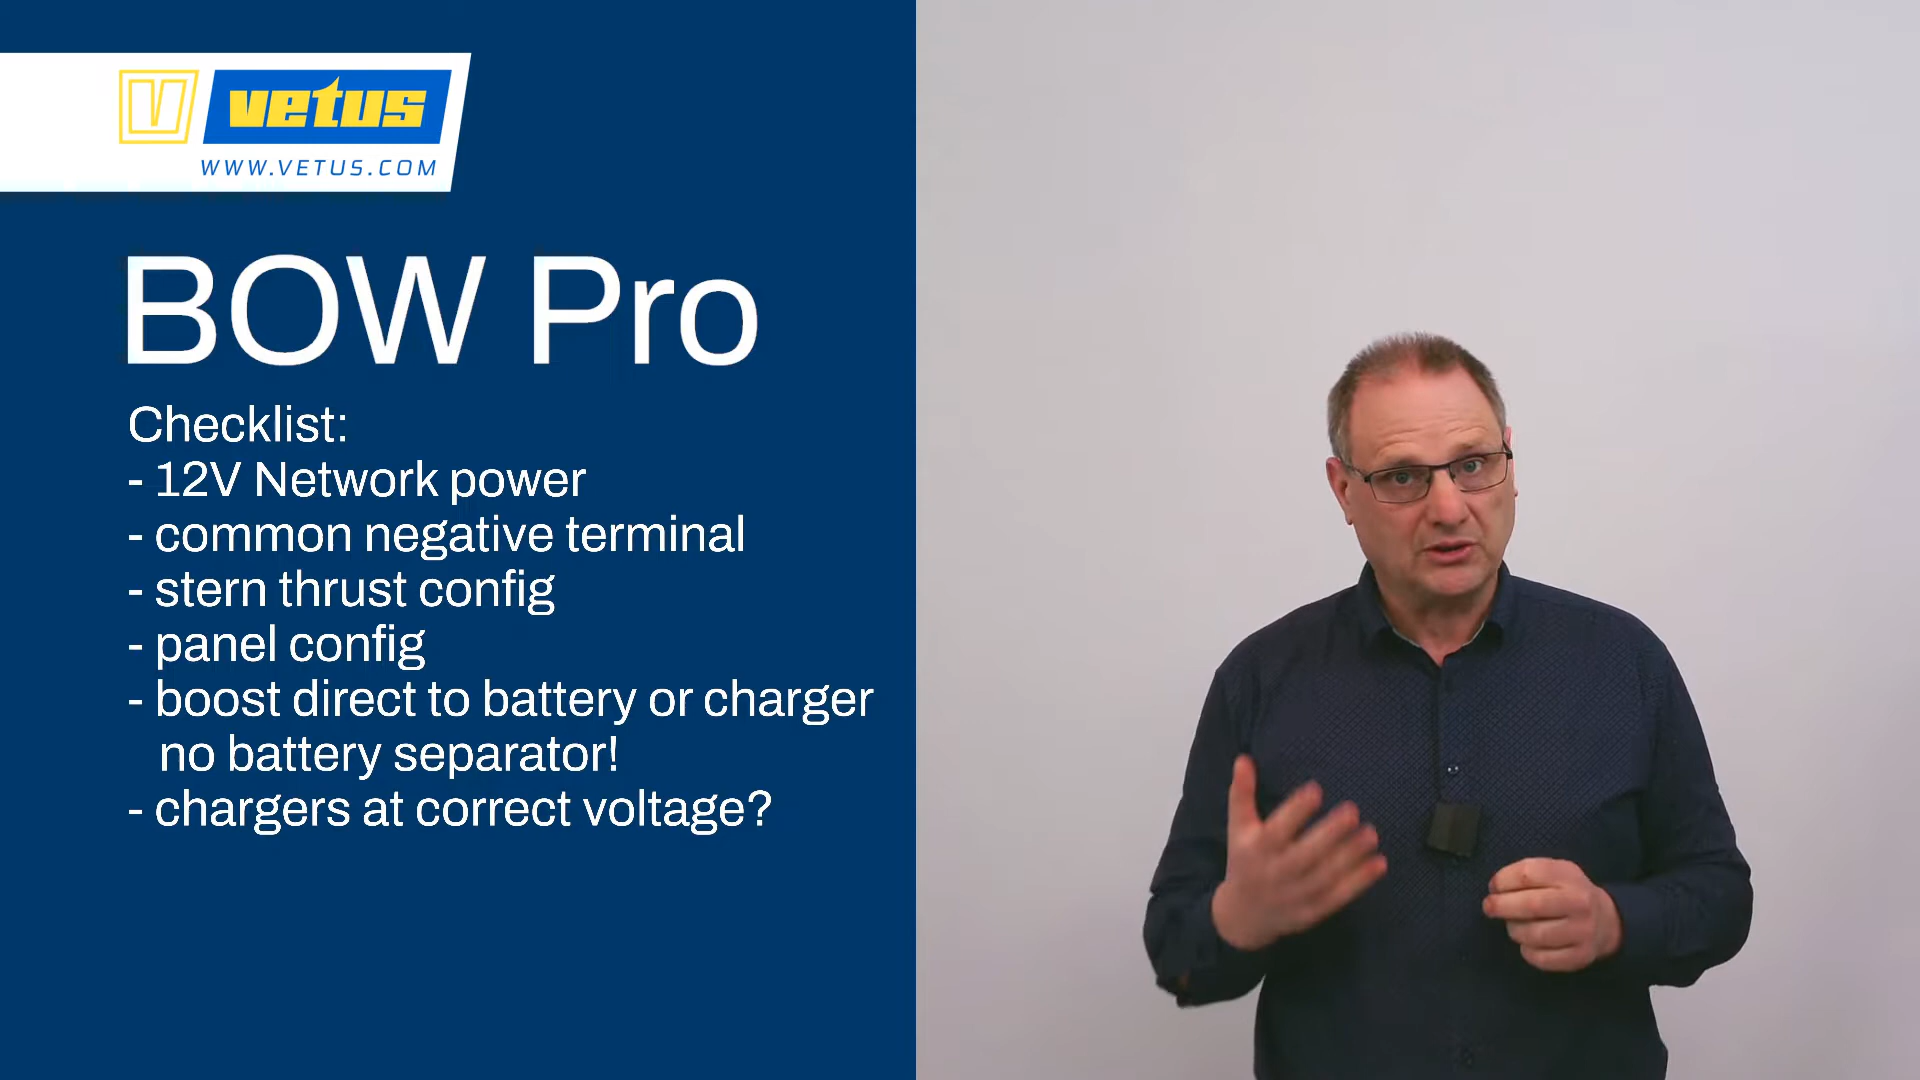 V vetus
WWW.VETUS.COM
BOW Pro
Checklist:
- 12V Network power
- common negative terminal
- stern thrust config
- panel config
- boost direct to battery or charger
no battery separator!
- chargers at correct voltage?